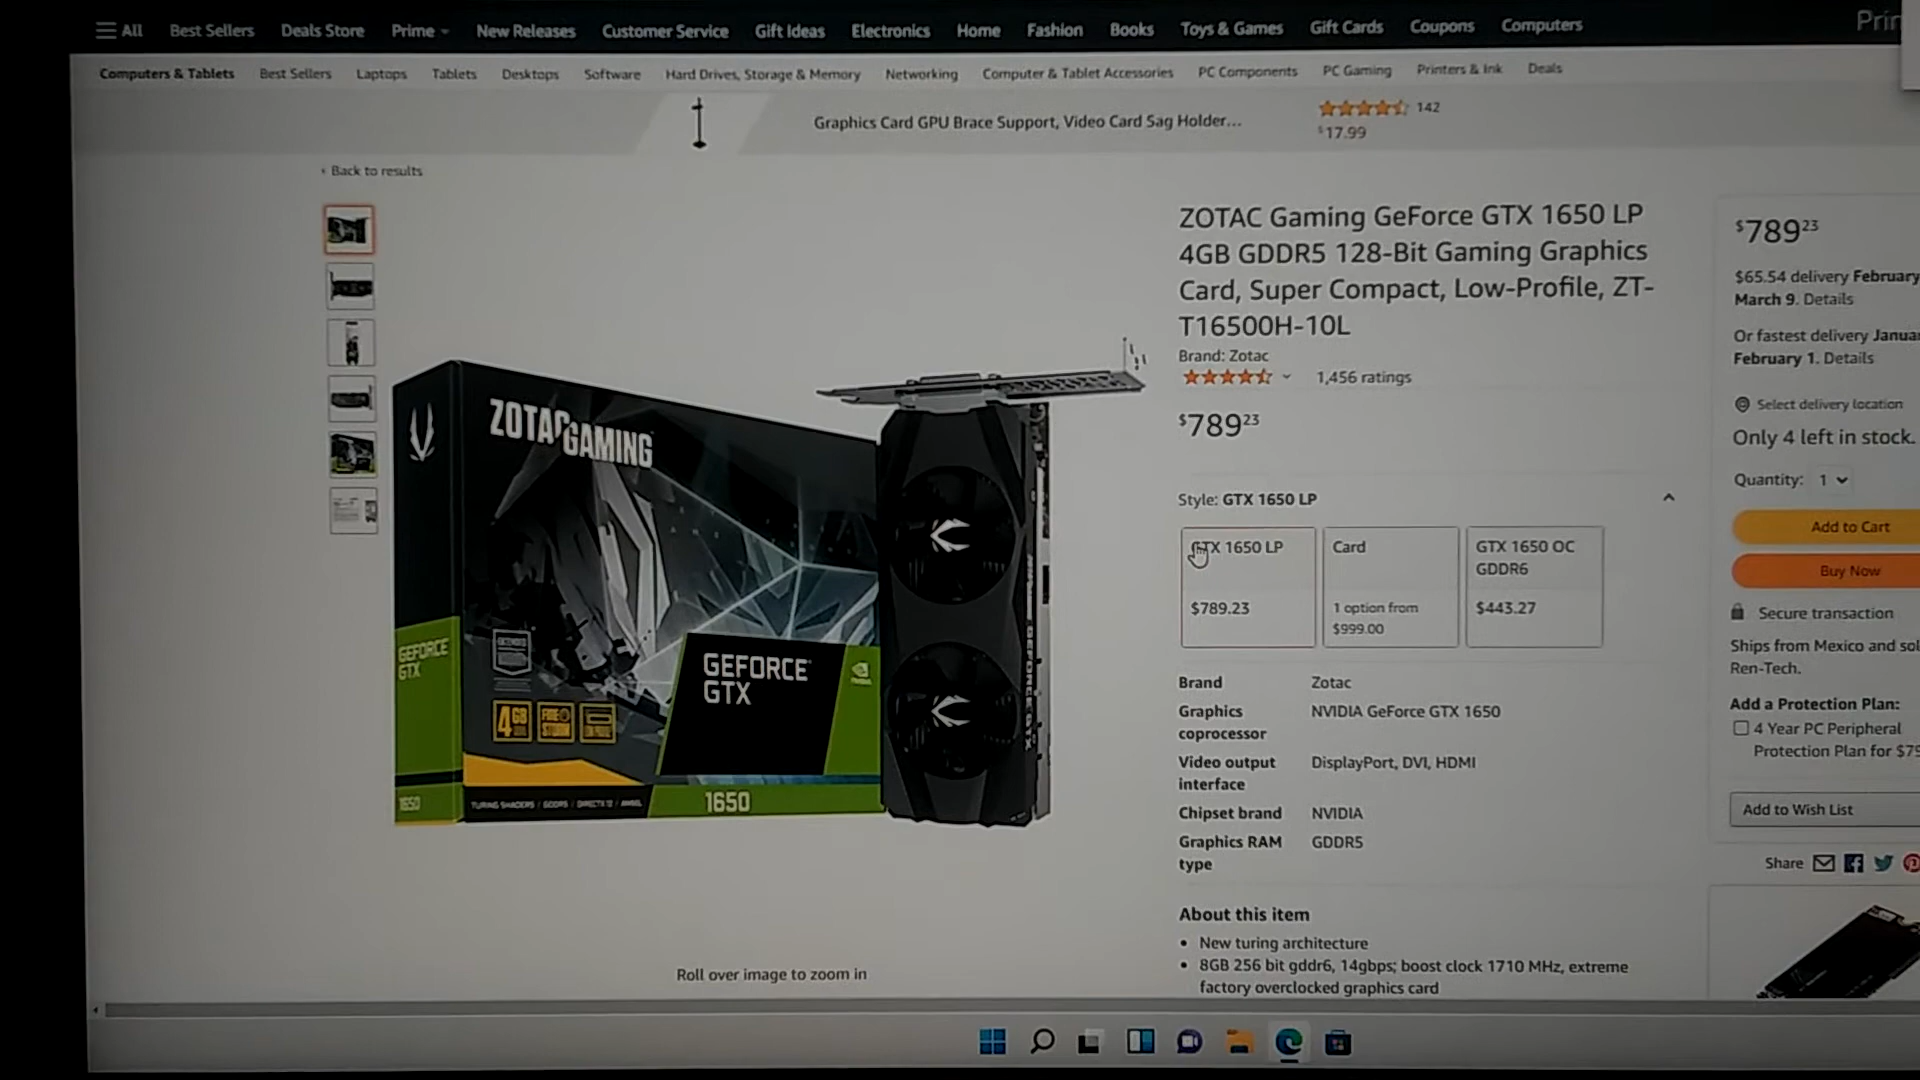 All Best Sellers Deals Store Prime New Releases Customer Service Gift Ideas Electronics Home Fashion Books Toys & Games Gift Cards Coupons Computers
Computers & Tablets Best Sellers Laptops Tablets Desktops Software Hard Drives, Storage & Memory Networking Computer & Tablet Accessories PC Components PC Gaming Printers & Ink Deals
Graphics Card GPU Brace Support, Video Card Sag Holder... 142
$17.99
Back to results
ZOTAC Gaming GeForce GTX 1650 LP
4GB GDDR5 128-Bit Gaming Graphics
Card, Super Compact, Low-Profile, ZT-
T16500H-10L
Brand: Zotac
1,456 ratings
$789 23
Style: GTX 1650 LP
GTX 1650 LP
$789.23
Card
1 option from
$999.00
GTX 1650 OC
GDDR6
$443.27
Brand Zotac
Graphics
coprocessor
NVIDIA GeForce GTX 1650
Video output
interface
DisplayPort, DVI, HDMI
Chipset brand NVIDIA
Graphics RAM
type
GDDR5
About this item
• New turing architecture
• 8GB 256 bit gddr6, 14gbps; boost clock 1710 MHz, extreme
factory overclocked graphics card
ZOTAC GAMING
GEFORCE
GTX
GEFORCE
GTX
4GB
FIRE
STORM
1650
1650
Roll over image to zoom in
$789 23
$65.54 delivery February
March 9. Details
Or fastest delivery
February 1. Details
Select delivery location
Only 4 left in stock.
Quantity: 1
Add to Cart
Buy Now
Secure transaction
Ships from Mexico and
Ren-Tech.
Add a Protection Plan:
4 Year PC Peripheral
Protection Plan for
Add to Wish List
Share